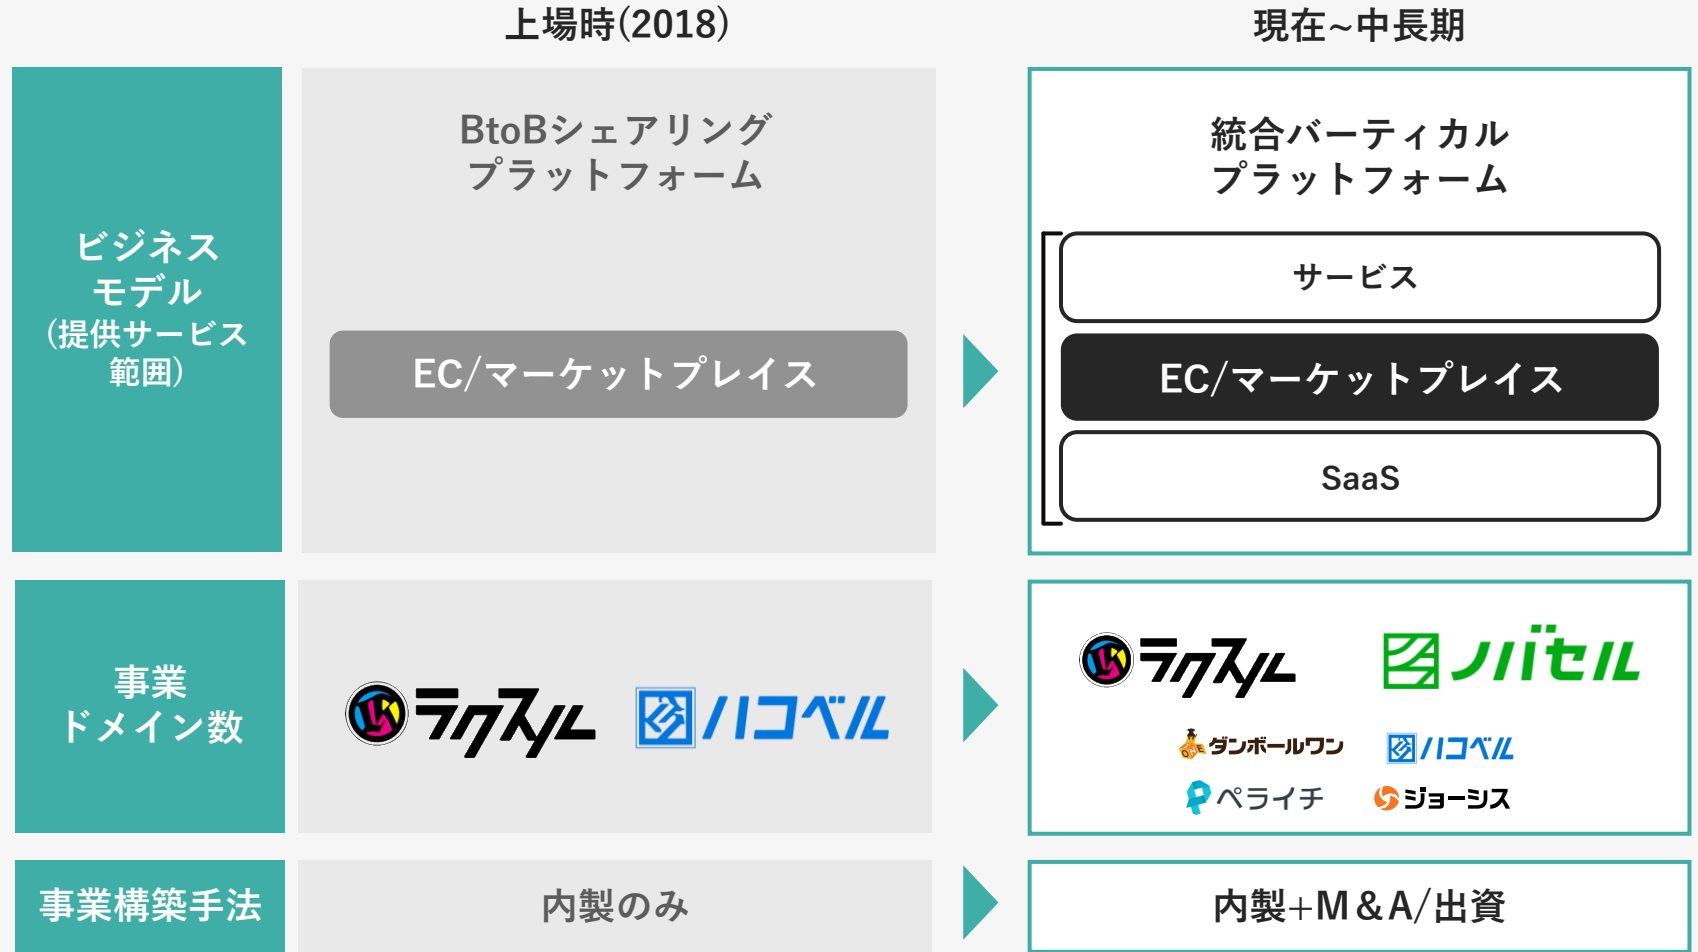 上場時(2018)
現在~中長期
ビジネス
モデル
(提供サービス
範囲)
BtoBシェアリング
プラットフォーム
EC/マーケットプレイス
統合バーティカル
プラットフォーム
サービス
EC/マーケットプレイス
SaaS
事業
ドメイン数
ラクスル
ハコベル
ラクスル
ノバセル
ONE ダンボールワン
ハコベル
ペライチ
ジョーシス
事業構築手法
内製のみ
内製+M＆A/出資